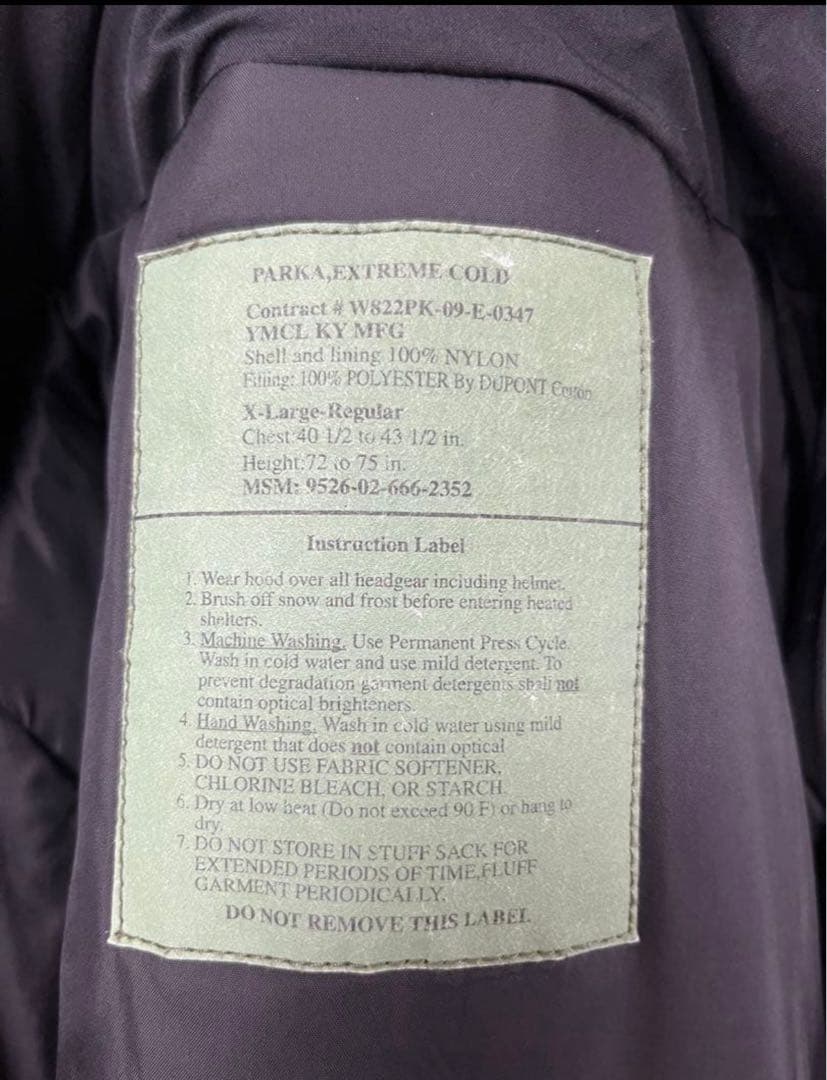 PARKA,EXTREME COLD
Contract # W822PK-09-E-0347
YMCL KY MFG
Shell and lining 100% NYLON
Filling: 100% POLYESTER By DUPONT Cotton
X-Large-Regular
Chest:40 1/2 to 43 1/2 in.
Height:72 to 75 in.
MSM: 9526-02-666-2352
Instruction Label
1. Wear hood over all headgear including helmet.
2. Brush off snow and frost before entering heated
shelters.
3. Machine Washing. Use Permanent Press Cycle.
Wash in cold water and use mild detergent. To
prevent degradation garment detergents shall not
contain optical brighteners.
4. Hand Washing. Wash in cold water using mild
detergent that does not contain optical
5. DO NOT USE FABRIC SOFTENER,
CHLORINE BLEACH, OR STARCH.
6. Dry at low heat (Do not exceed 90 F) or hang to
dry.
7. DO NOT STORE IN STUFF SACK FOR
EXTENDED PERIODS OF TIME,FLUFF
GARMENT PERIODICALLY.
DO NOT REMOVE THIS LABEL